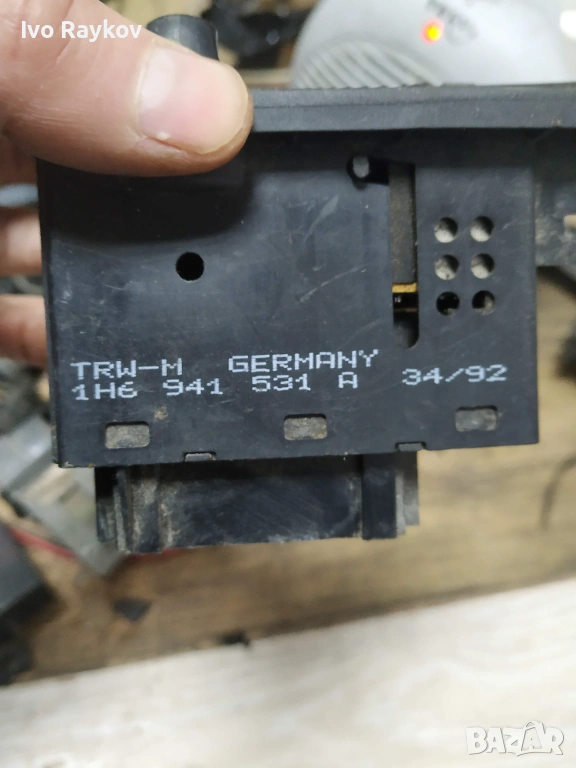 Ivo Raykov
TRW-M GERMANY
1H6 941 531 A 34/92
BAZAR